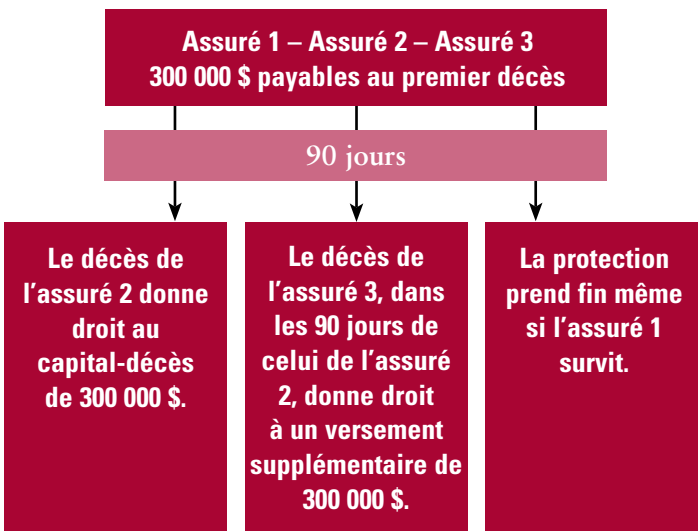 Assuré 1 – Assuré 2 – Assuré 3
300 000 $ payables au premier décès
90 jours
Le décès de
l’assuré 2 donne
droit au
capital-décès
de 300 000 $.
Le décès de
l’assuré 3, dans
les 90 jours de
celui de l’assuré
2, donne droit
à un versement
supplémentaire de
300 000 $.
La protection
prend fin même
si l’assuré 1
survit.